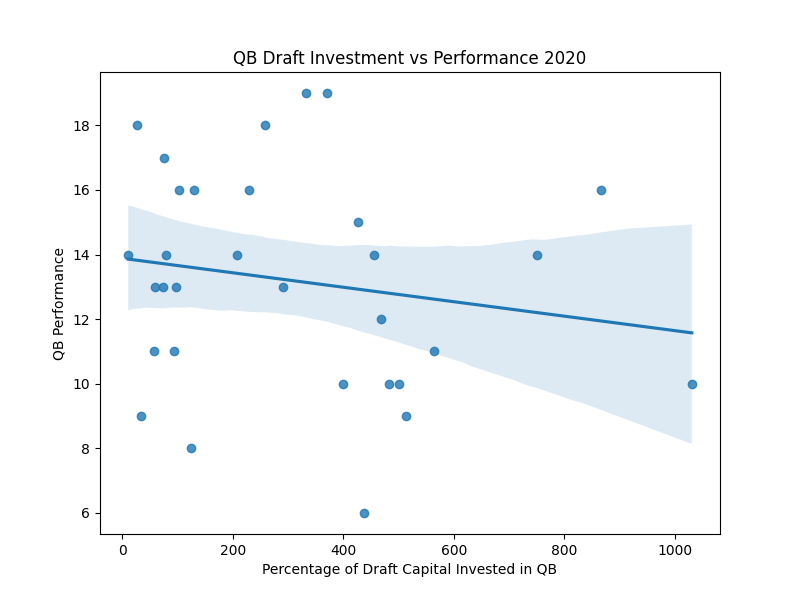 QB Draft Investment vs Performance 2020
QB Performance
18
16
14
12
10
8
6
0 200 400 600 800 1000
Percentage of Draft Capital Invested in QB